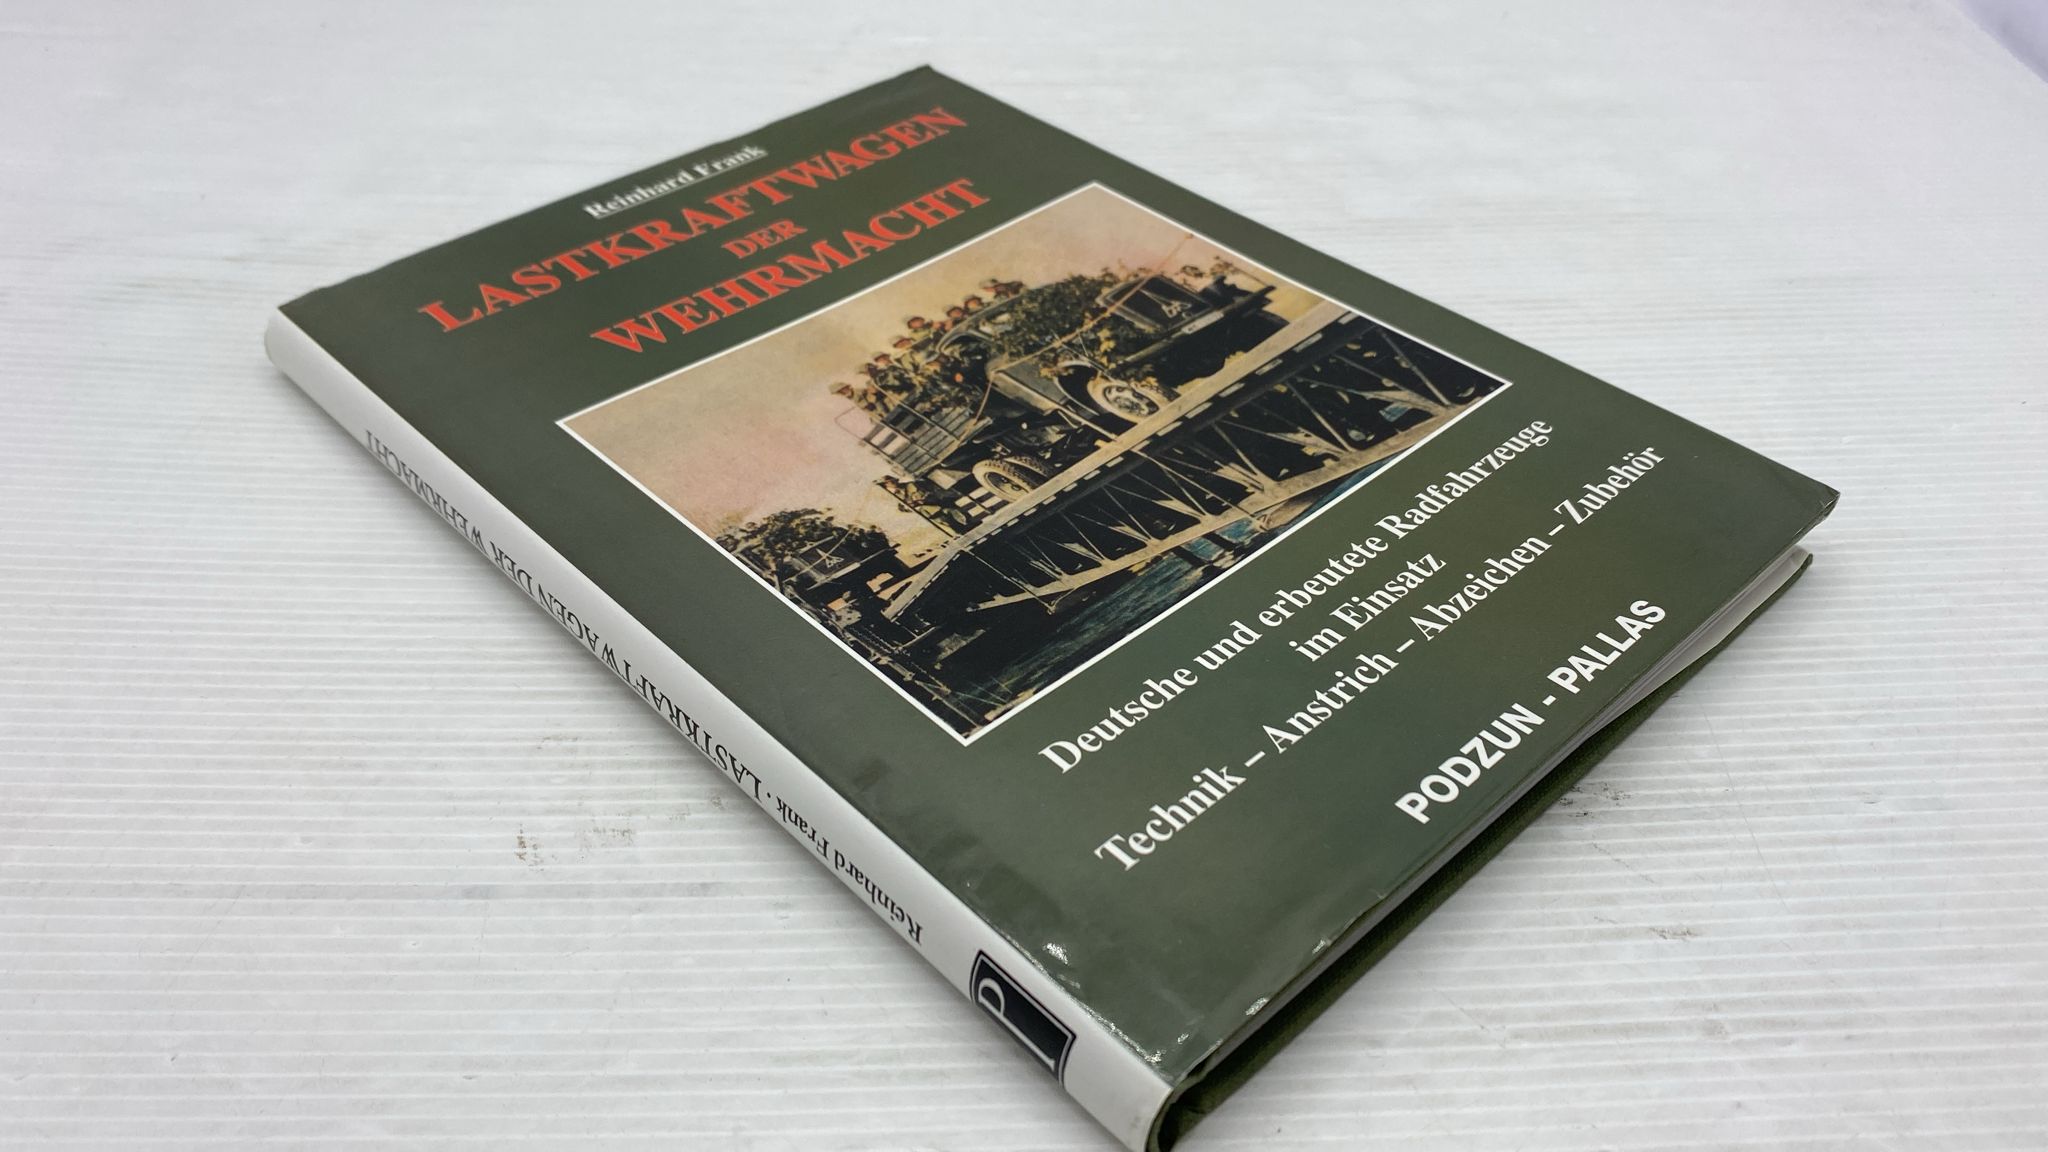 Reinhard Frank
LASTKRAFTWAGEN
DER
WEHRMACHT
Deutsche und erbeutete Radfahrzeuge
im Einsatz
Technik – Anstrich – Abzeichen – Zubehör
PODZUN - PALLAS
Reinhard Frank · LASTKRAFTWAGEN DER WEHRMACHT
P